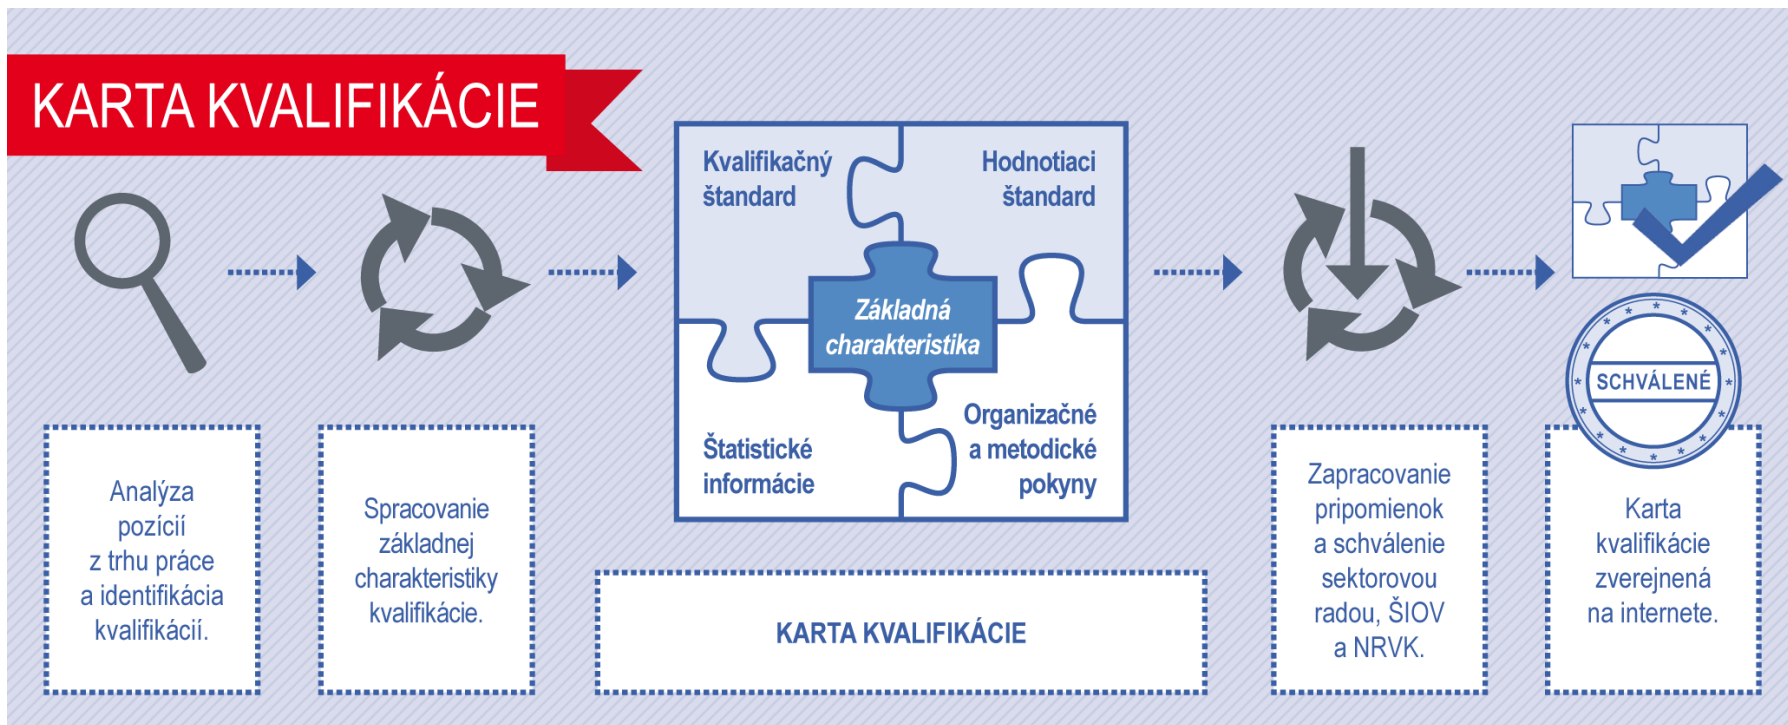 KARTA KVALIFIKÁCIE
Kvalifikačný
štandard
Hodnotiaci
štandard
Základná
charakteristika
Štatistické
informácie
Organizačné
a metodické
pokyny
SCHVÁLENÉ
Analýza
pozícií
z trhu práce
a identifikácia
kvalifikácií.
Spracovanie
základnej
charakteristiky
kvalifikácie.
KARTA KVALIFIKÁCIE
Zapracovanie
pripomienok
a schválenie
sektorovou
radou, ŠIOV
a NRVK.
Karta
kvalifikácie
zverejnená
na internete.